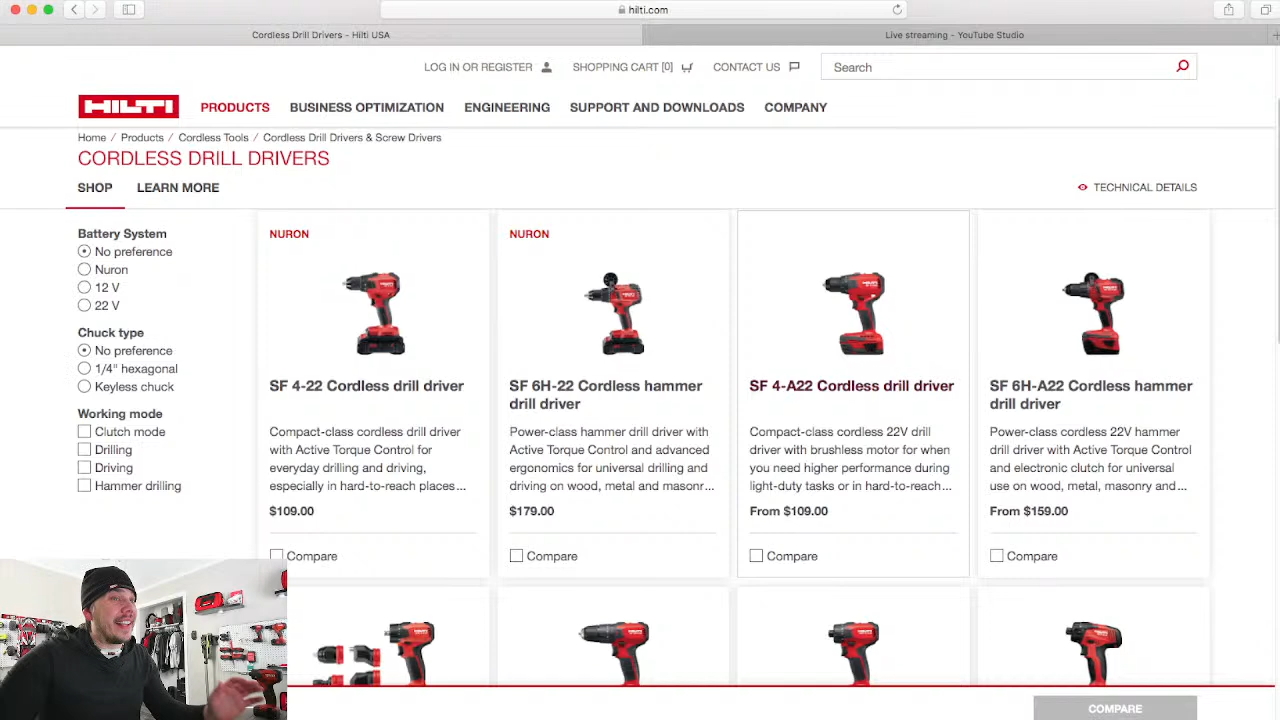 hilti.com
Cordless Drill Drivers - Hilti USA
Live streaming - YouTube Studio
LOG IN OR REGISTER
SHOPPING CART [0]
CONTACT US
Search
HILTI
PRODUCTS
BUSINESS OPTIMIZATION
ENGINEERING
SUPPORT AND DOWNLOADS
COMPANY
Home / Products / Cordless Tools / Cordless Drill Drivers & Screw Drivers
CORDLESS DRILL DRIVERS
SHOP
LEARN MORE
TECHNICAL DETAILS
Battery System
No preference
Nuron
12 V
22 V
Chuck type
No preference
1/4" hexagonal
Keyless chuck
Working mode
Clutch mode
Drilling
Driving
Hammer drilling
NURON
SF 4-22 Cordless drill driver
Compact-class cordless drill driver
with Active Torque Control for
everyday drilling and driving,
especially in hard-to-reach places...
$109.00
Compare
NURON
SF 6H-22 Cordless hammer
drill driver
Power-class hammer drill driver with
Active Torque Control and advanced
ergonomics for universal drilling and
driving on wood, metal and masonr...
$179.00
Compare
SF 4-A22 Cordless drill driver
Compact-class cordless 22V drill
driver with brushless motor for when
you need higher performance during
light-duty tasks or in hard-to-reach...
From $109.00
Compare
SF 6H-A22 Cordless hammer
drill driver
Power-class cordless 22V hammer
drill driver with Active Torque Control
and electronic clutch for universal
use on wood, metal, masonry and...
From $159.00
Compare
COMPARE